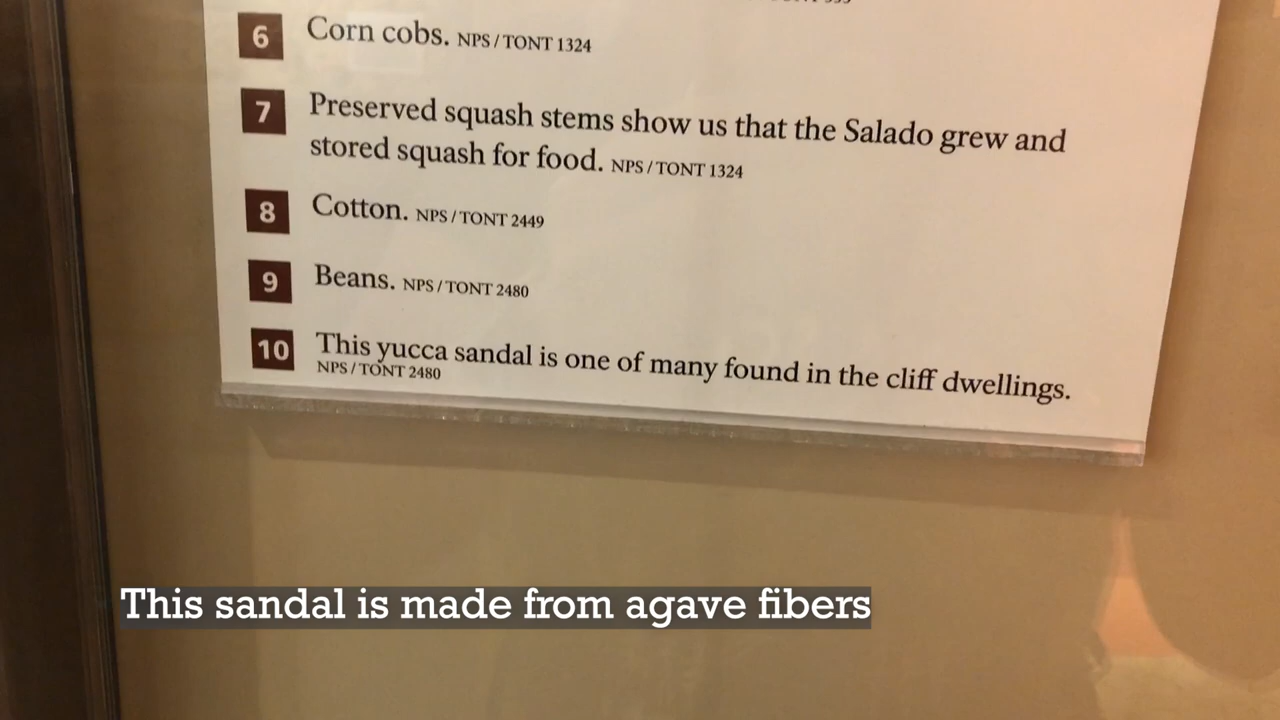 6 Corn cobs. NPS / TONT 1324
7 Preserved squash stems show us that the Salado grew and
stored squash for food. NPS / TONT 1324
8 Cotton. NPS / TONT 2449
9 Beans. NPS / TONT 2480
10 This yucca sandal is one of many found in the cliff dwellings.
NPS / TONT 2480
This sandal is made from agave fibers